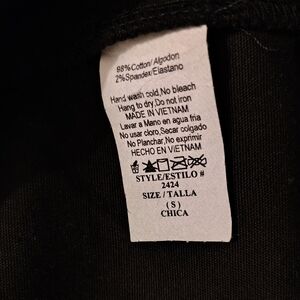 98%Cotton/Algodon
2%Spandex/Elastano
Hand wash cold,No bleach
Hang to dry,Do not iron
MADE IN VIETNAM
Lavar a Mano en agua fria
No usar cloro,Secar colgado
No Planchar,No exprimir
HECHO EN VIETNAM
STYLE/ESTILO #
2424
SIZE / TALLA
( S )
CHICA